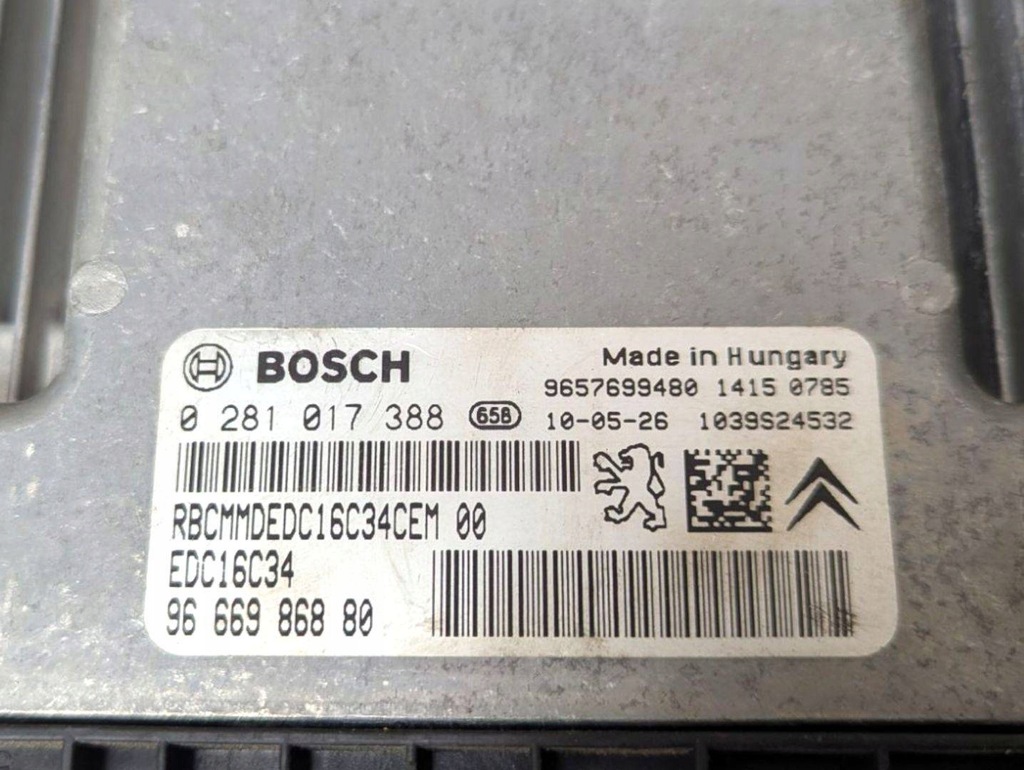 BOSCH Made in Hungary
9657699480 1415 0785
0 281 017 388 658 10-05-26 1039S24532
RBCMMDEDC16C34CEM 00
EDC16C34
96 669 868 80